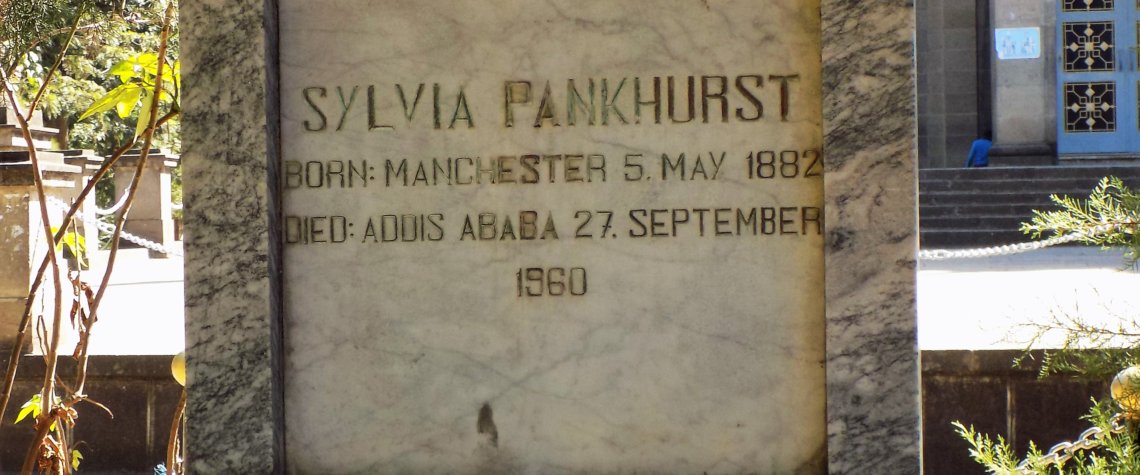 SYLVIA PANKHURST
BORN: MANCHESTER 5. MAY 1882
DIED: ADDIS ABABA 27. SEPTEMBER
1960